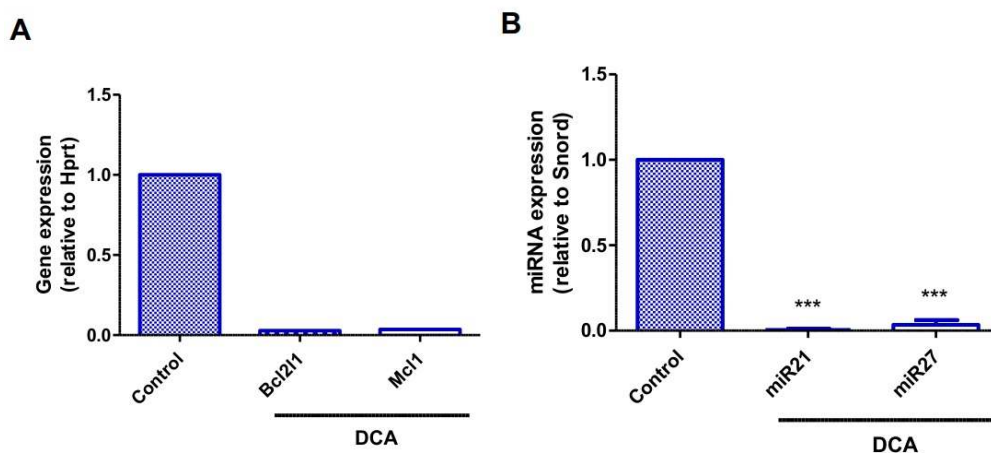 A
Gene expression
(relative to Hprt)
1.5
1.0
0.5
0.0
Control
Bcl2l1
Mcl1
DCA
B
miRNA expression
(relative to Snord)
1.5
1.0
0.5
0.0
***
***
Control
miR21
miR27
DCA